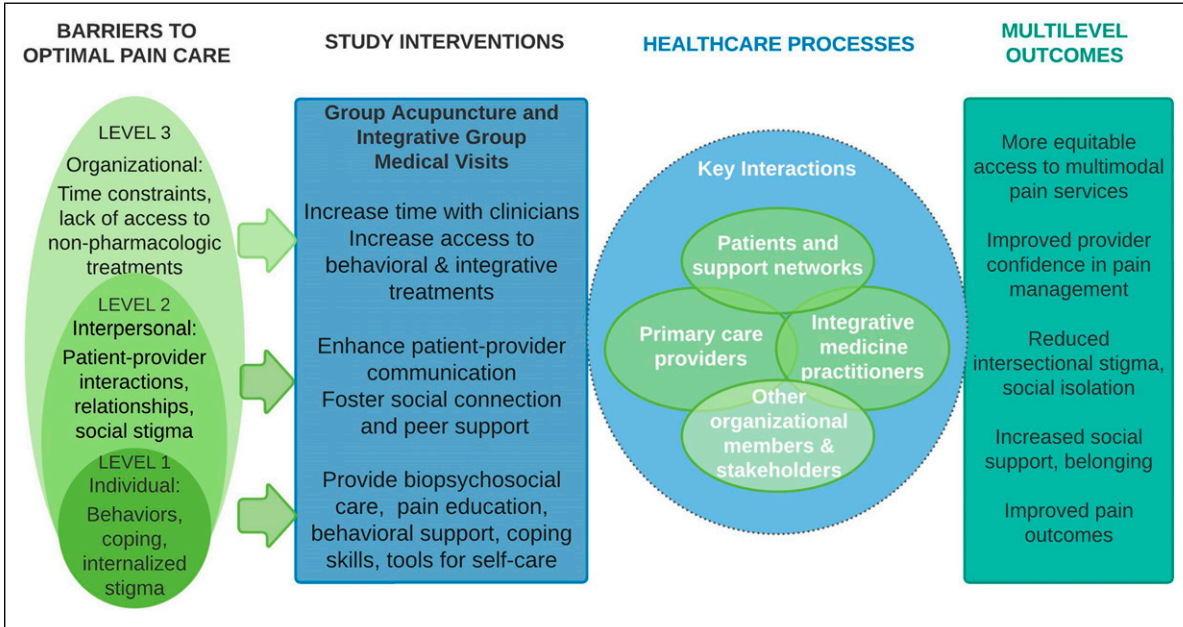 BARRIERS TO
OPTIMAL PAIN CARE
LEVEL 3
Organizational:
Time constraints,
lack of access to
non-pharmacologic
treatments
LEVEL 2
Interpersonal:
Patient-provider
interactions,
relationships,
social stigma
LEVEL 1
Individual:
Behaviors,
coping,
internalized
stigma
STUDY INTERVENTIONS
Group Acupuncture and
Integrative Group
Medical Visits
Increase time with clinicians
Increase access to
behavioral & integrative
treatments
Enhance patient-provider
communication
Foster social connection
and peer support
Provide biopsychosocial
care, pain education,
behavioral support, coping
skills, tools for self-care
HEALTHCARE PROCESSES
Key Interactions
Patients and
support networks
Primary care
providers
Integrative
medicine
practitioners
Other
organizational
members &
stakeholders
MULTILEVEL
OUTCOMES
More equitable
access to multimodal
pain services
Improved provider
confidence in pain
management
Reduced
intersectional stigma,
social isolation
Increased social
support, belonging
Improved pain
outcomes